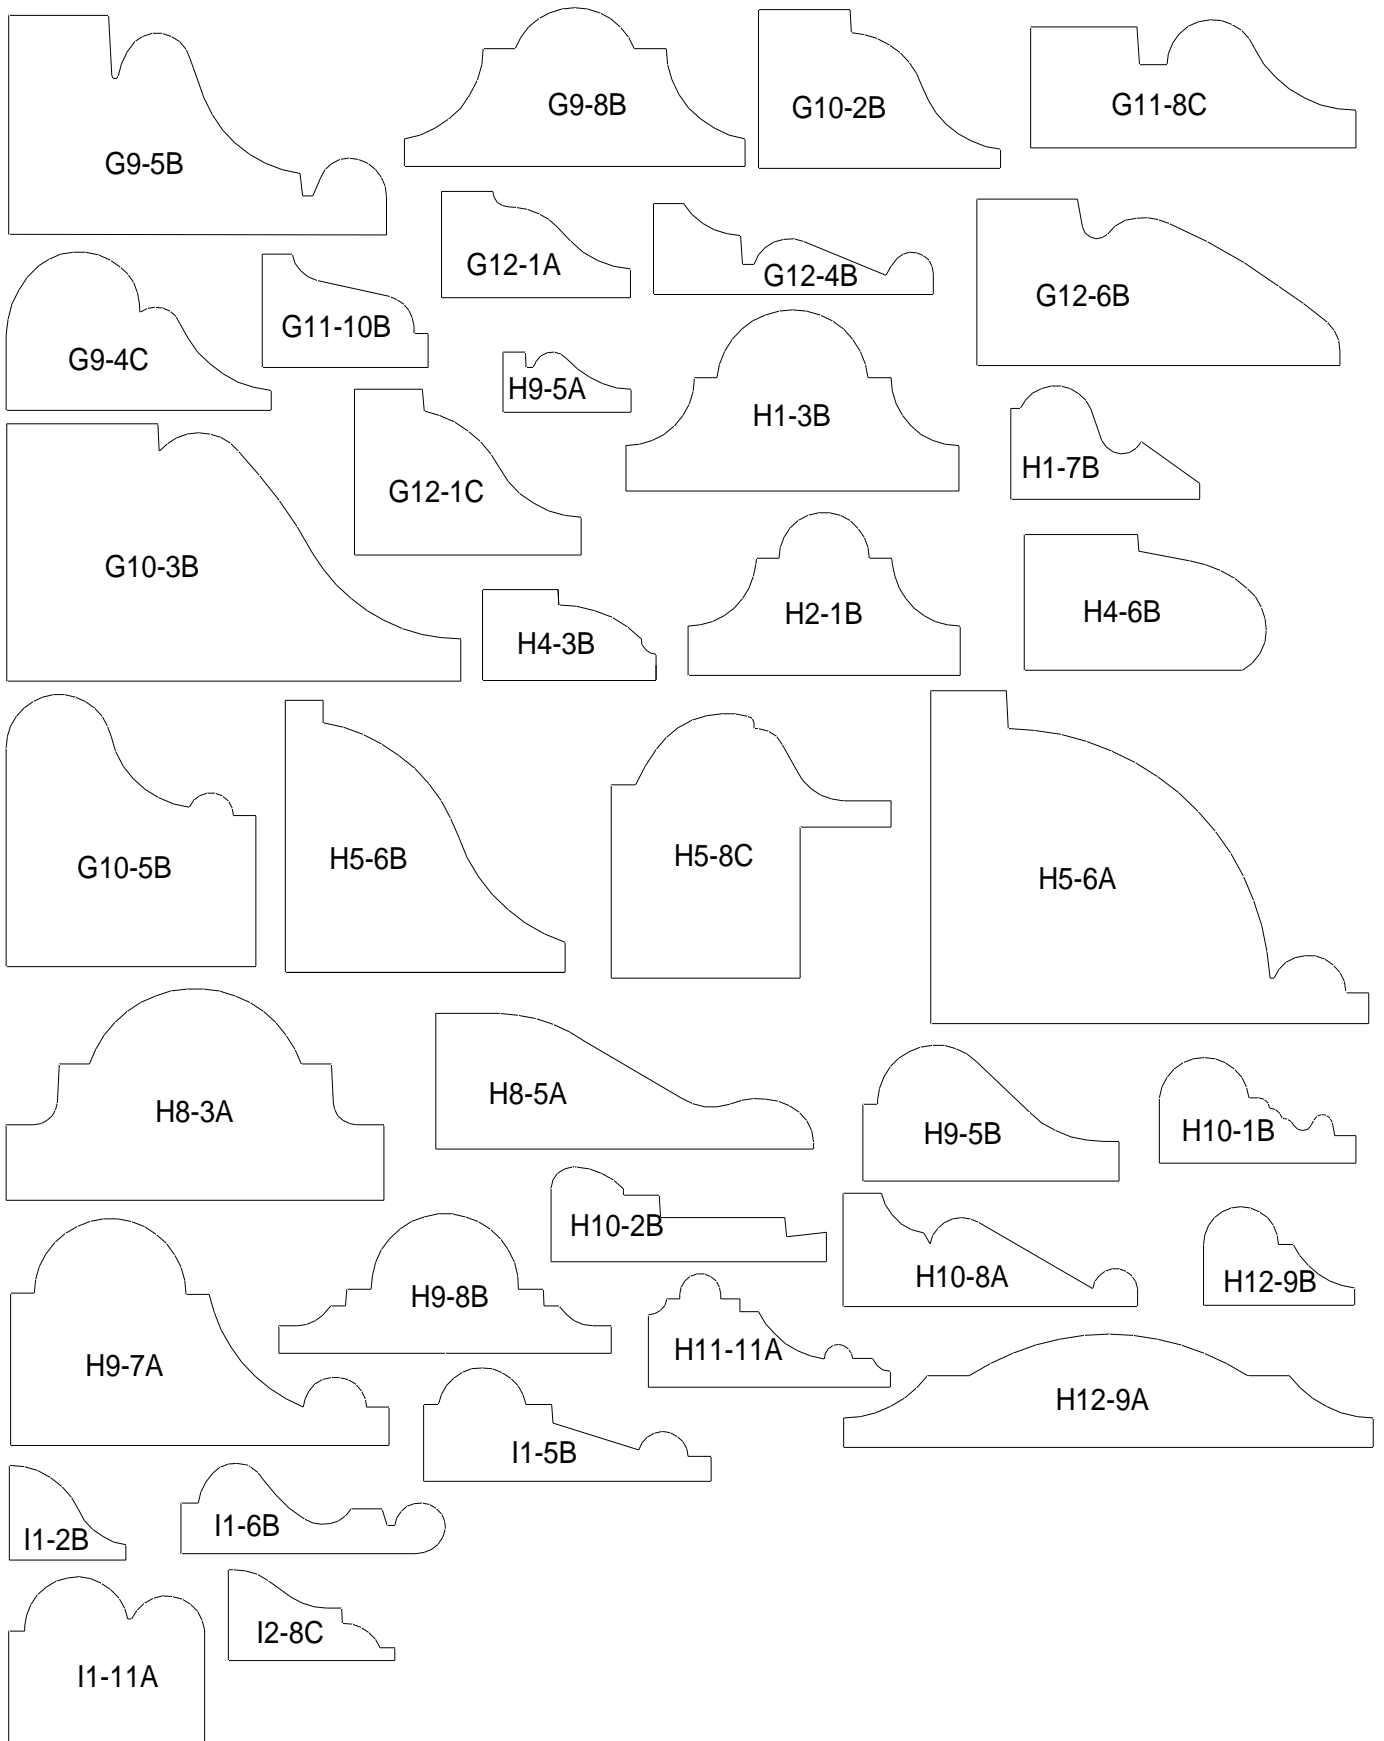 G9-5B
G9-8B
G10-2B
G11-8C
G12-1A
G12-4B
G12-6B
G9-4C
G11-10B
H9-5A
H1-3B
H1-7B
G12-1C
G10-3B
H4-3B
H2-1B
H4-6B
G10-5B
H5-6B
H5-8C
H5-6A
H8-3A
H8-5A
H9-5B
H10-1B
H10-2B
H9-7A
H9-8B
H11-11A
H10-8A
H12-9B
H12-9A
I1-5B
I1-2B
I1-6B
I2-8C
I1-11A